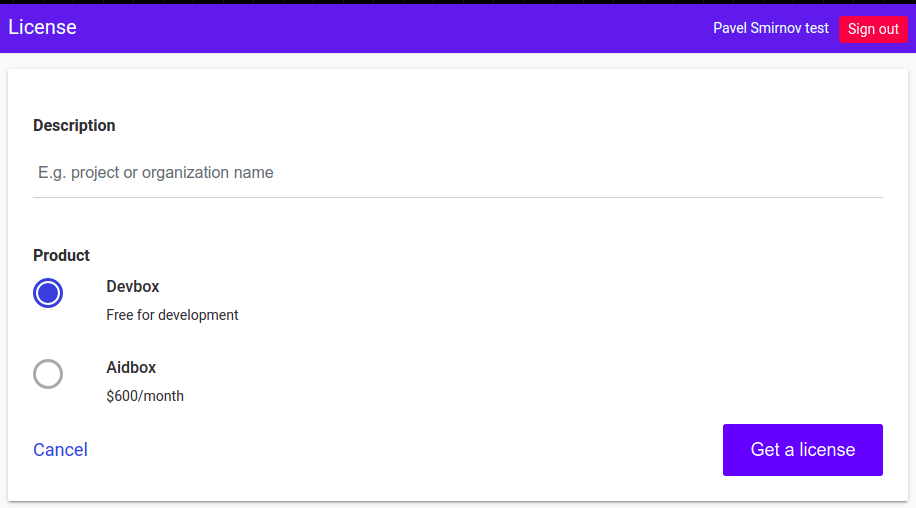 License
Pavel Smirnov test
Sign out
Description
E.g. project or organization name
Product
Devbox
Free for development
Aidbox
$600/month
Cancel
Get a license